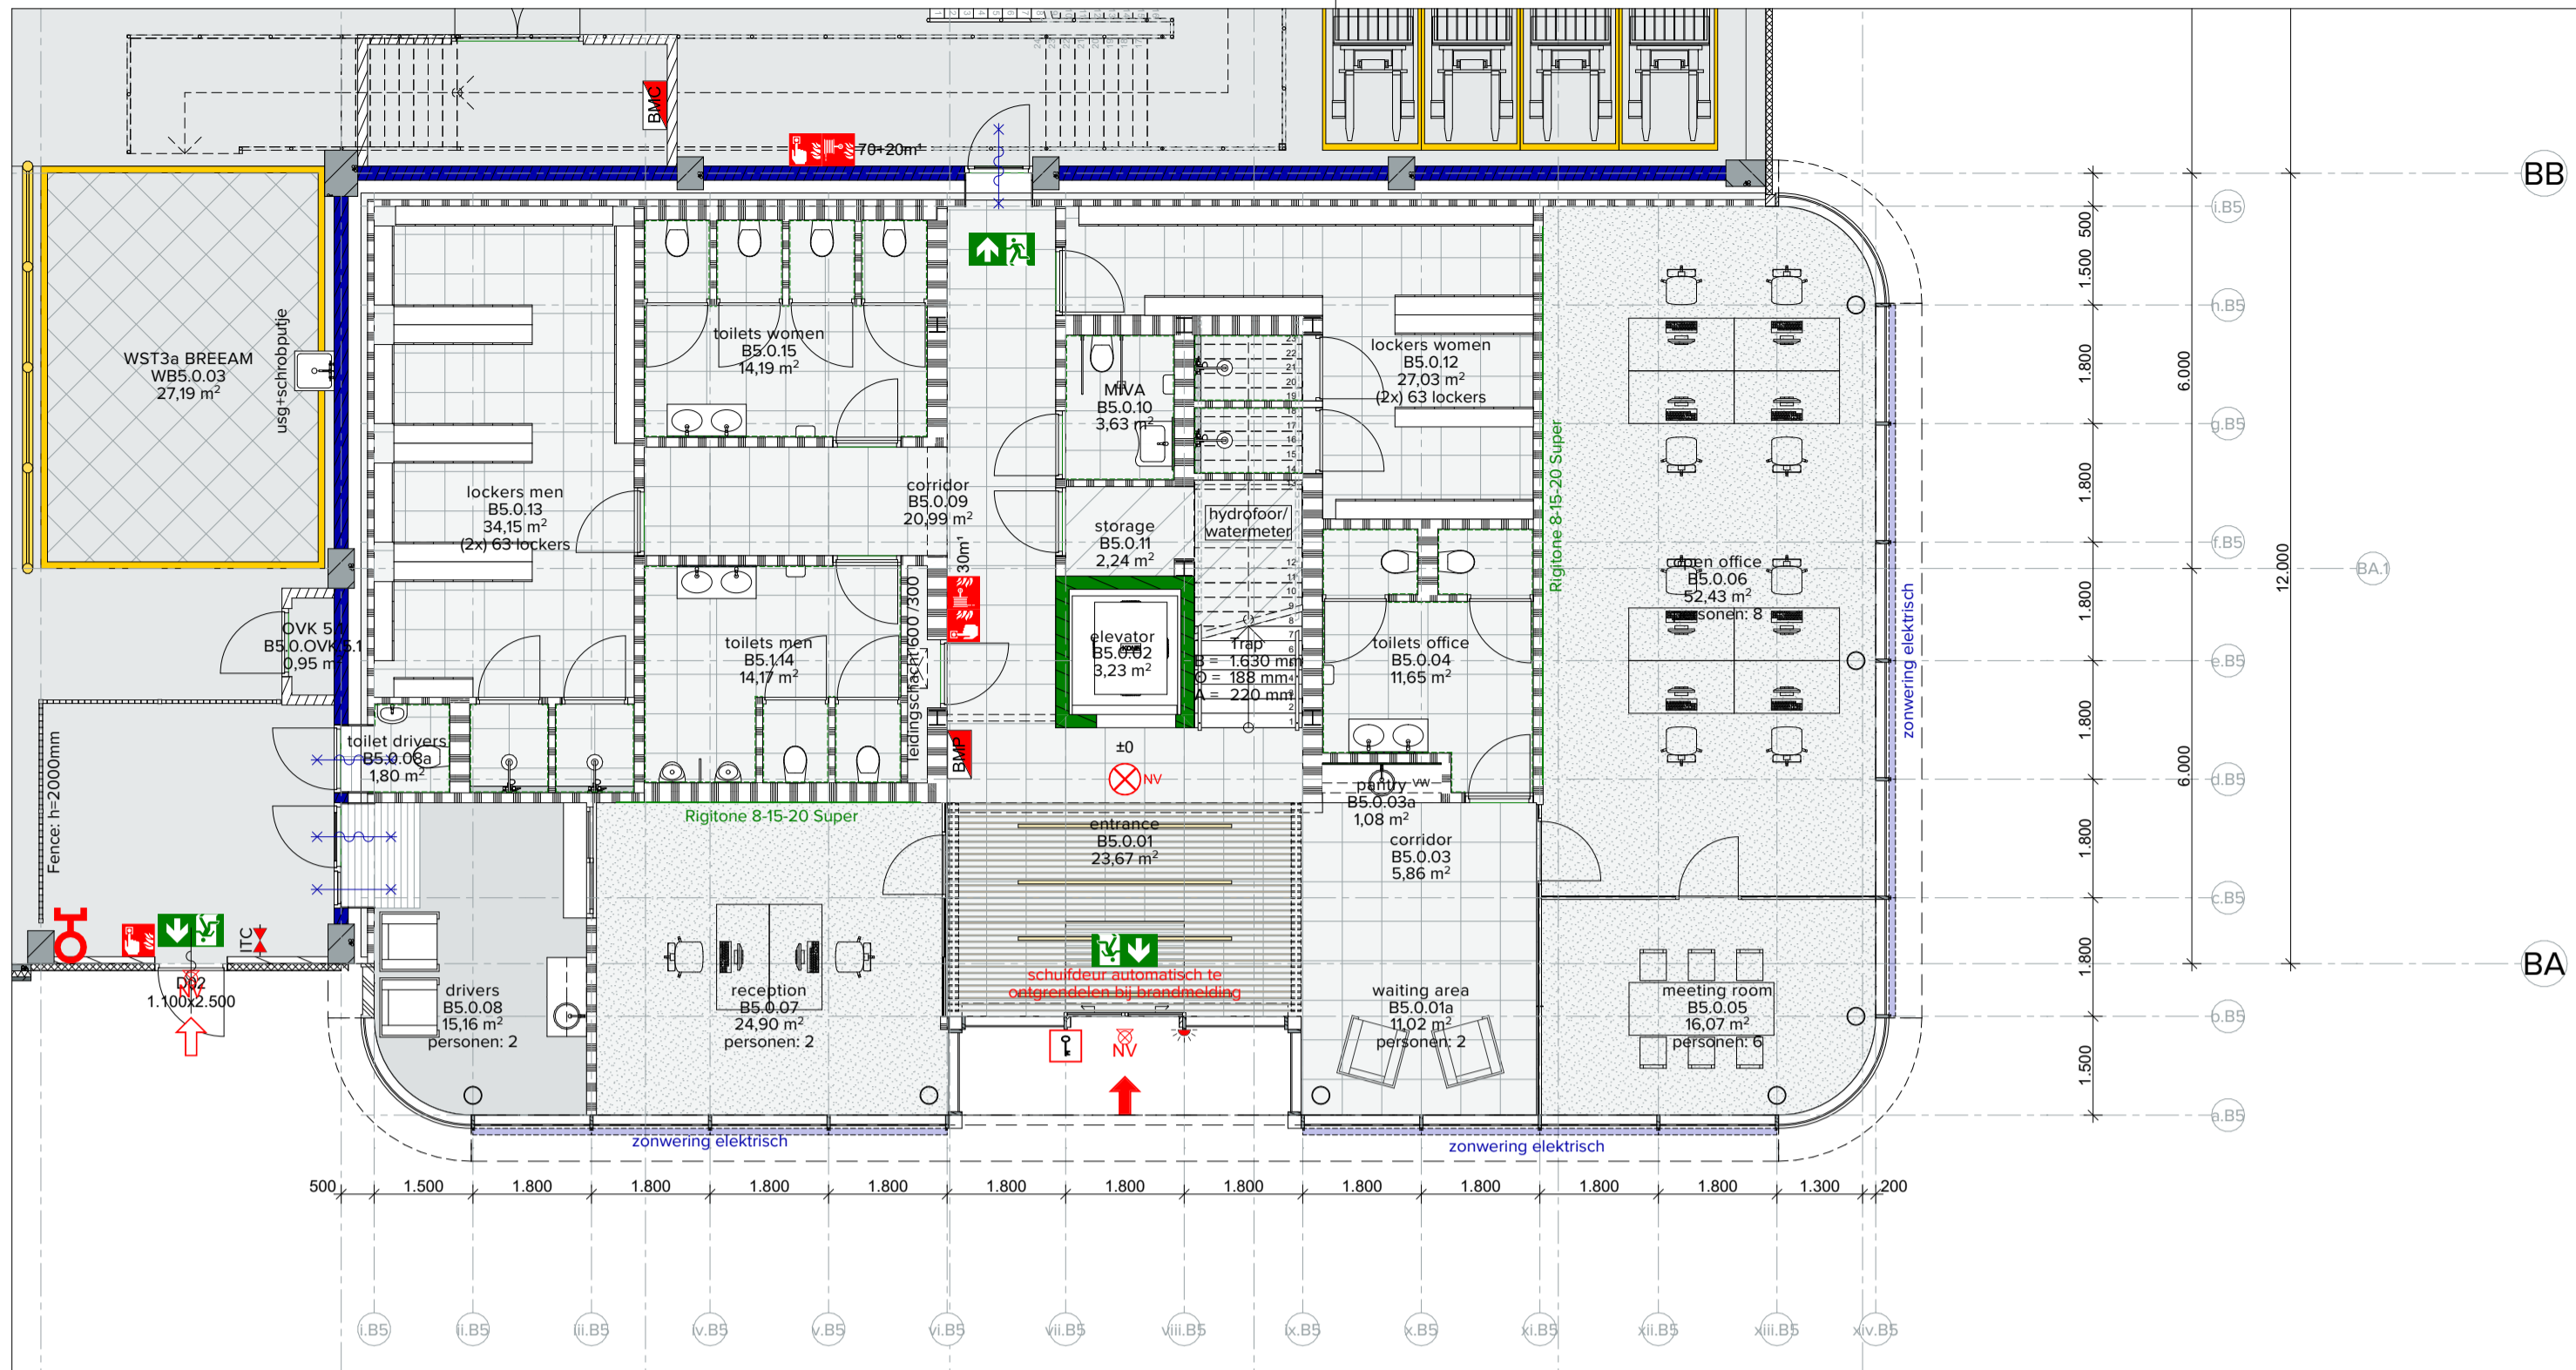 BMC
70+20m¹
BB
i.B5
500
1.500
h.B5
WST3a BREEAM
WB5.0.03
27,19 m²
usg+schrobputje
toilets women
B5.0.15
14,19 m²
MIVA
B5.0.10
3,63 m²
lockers women
B5.0.12
27,03 m²
(2x) 63 lockers
1.800
6.000
g.B5
Rigitone 8-15-20 Super
lockers men
B5.0.13
34,15 m²
(2x) 63 lockers
corridor
B5.0.09
20,99 m²
storage
B5.0.11
2,24 m²
hydrofoor/
watermeter
1.800
f.B5
30m¹
open office
B5.0.06
52,43 m²
personen: 8
BA.1
12.000
1.800
zonwering elektrisch
OVK 5.1
B5.0.OVK5.1
0,95 m²
toilets men
B5.1.14
14,17 m²
leidingschacht 600/300
elevator
B5.0.02
3,23 m²
Trap
B = 1.630 mm
O = 188 mm
A = 220 mm
toilets office
B5.0.04
11,65 m²
e.B5
1.800
Fence: h=2000mm
toilet drivers
B5.0.08a
1,80 m²
BMP
±0
NV
pantry
vw
B5.0.03a
1,08 m²
6.000
d.B5
Rigitone 8-15-20 Super
entrance
B5.0.01
23,67 m²
corridor
B5.0.03
5,86 m²
1.800
c.B5
ITC
1.800
BA
schuifdeur automatisch te
ontgrendelen bij brandmelding
D02
NV
1.100x2.500
drivers
B5.0.08
15,16 m²
personen: 2
reception
B5.0.07
24,90 m²
personen: 2
NV
waiting area
B5.0.01a
11,02 m²
personen: 2
meeting room
B5.0.05
16,07 m²
personen: 6
b.B5
1.500
a.B5
zonwering elektrisch
zonwering elektrisch
500 1.500 1.800 1.800 1.800 1.800 1.800 1.800 1.800 1.800 1.800 1.800 1.800 1.300 200
i.B5 ii.B5 iii.B5 iv.B5 v.B5 vi.B5 vii.B5 viii.B5 ix.B5 x.B5 xi.B5 xii.B5 xiii.B5 xiv.B5